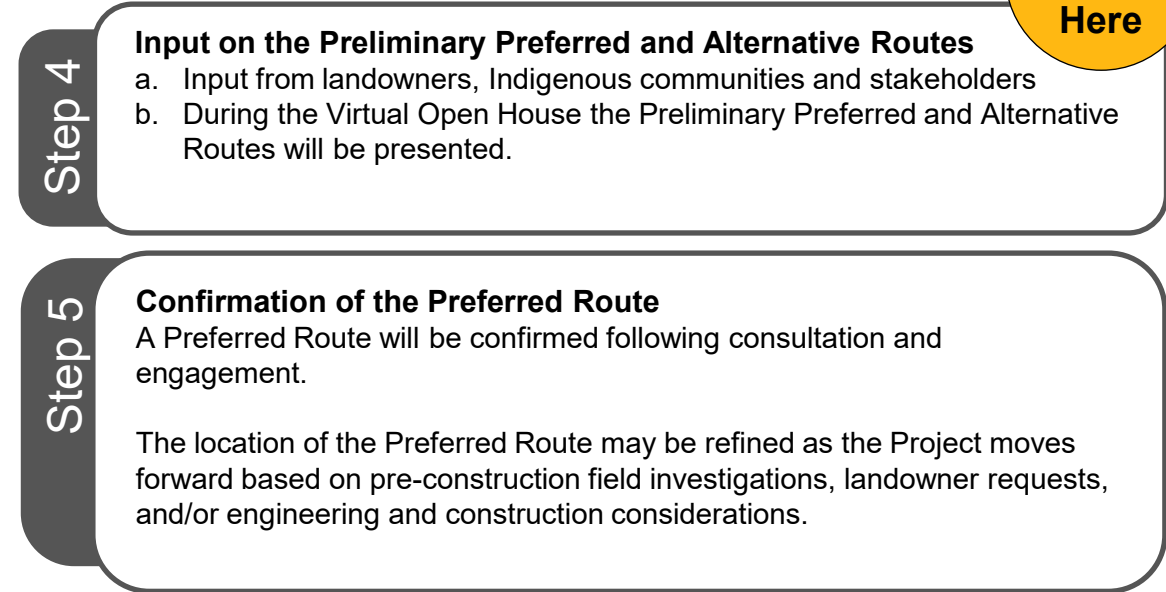 Here
Step 4
Input on the Preliminary Preferred and Alternative Routes
a. Input from landowners, Indigenous communities and stakeholders
b. During the Virtual Open House the Preliminary Preferred and Alternative
Routes will be presented.
Step 5
Confirmation of the Preferred Route
A Preferred Route will be confirmed following consultation and
engagement.
The location of the Preferred Route may be refined as the Project moves
forward based on pre-construction field investigations, landowner requests,
and/or engineering and construction considerations.